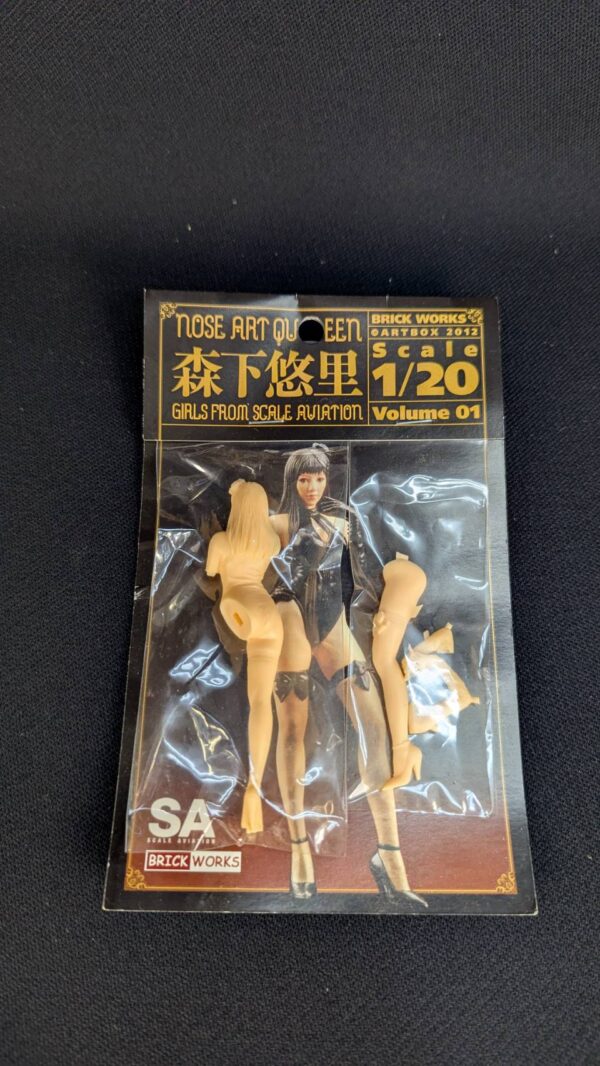 NOSE ART QUEEN
森下悠里
GIRLS FROM SCALE AVIATION
BRICK WORKS
©ARTBOX 2012
Scale
1/20
Volume 01
SA
SCALE AVIATION
BRICK WORKS